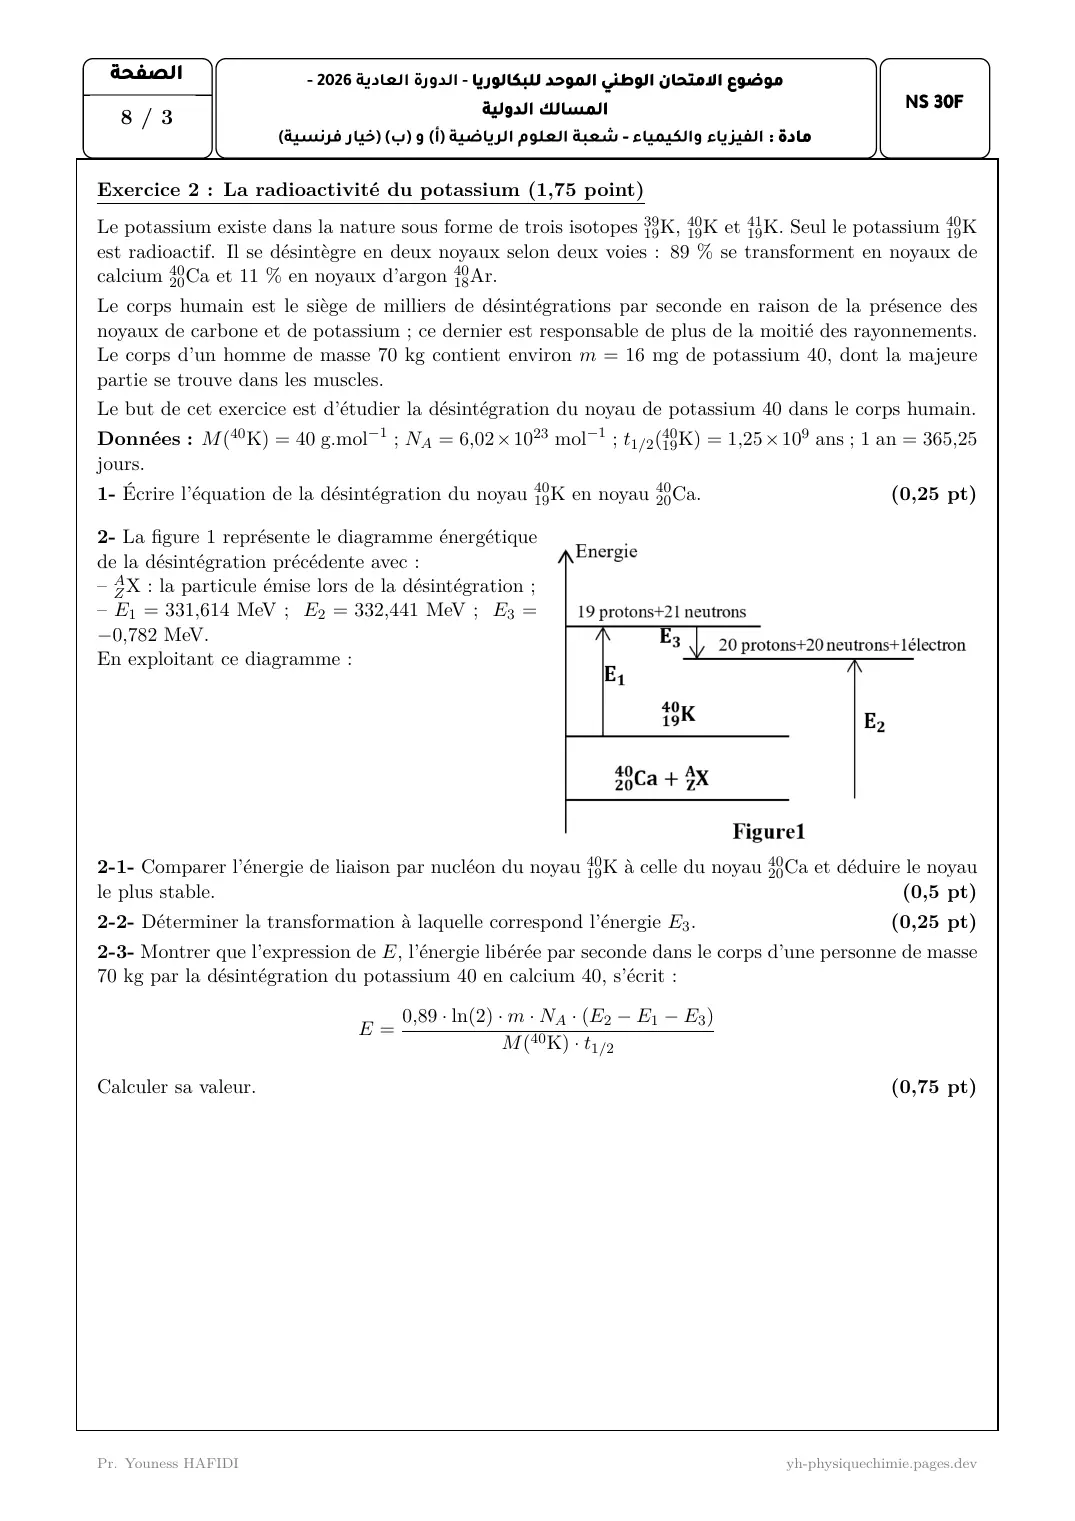 الصفحة
8 / 3
موضوع الامتحان الوطني الموحد للبكالوريا - الدورة العادية 2026 -
المسالك الدولية
مادة : الفيزياء والكيمياء - شعبة العلوم الرياضية (أ) و (ب) (خيار فرنسية)
NS 30F
Exercice 2 : La radioactivité du potassium (1,75 point)
Le potassium existe dans la nature sous forme de trois isotopes ³⁹₁₉K, ⁴⁰₁₉K et ⁴¹₁₉K. Seul le potassium ⁴⁰₁₉K
est radioactif. Il se désintègre en deux noyaux selon deux voies : 89 % se transforment en noyaux de
calcium ⁴⁰₂₀Ca et 11 % en noyaux d'argon ⁴⁰₁₈Ar.
Le corps humain est le siège de milliers de désintégrations par seconde en raison de la présence des
noyaux de carbone et de potassium ; ce dernier est responsable de plus de la moitié des rayonnements.
Le corps d'un homme de masse 70 kg contient environ m = 16 mg de potassium 40, dont la majeure
partie se trouve dans les muscles.
Le but de cet exercice est d'étudier la désintégration du noyau de potassium 40 dans le corps humain.
Données : M(⁴⁰K) = 40 g.mol⁻¹ ; N_A = 6,02 × 10²³ mol⁻¹ ; t₁/₂(⁴⁰₁₉K) = 1,25 × 10⁹ ans ; 1 an = 365,25
jours.
1- Écrire l'équation de la désintégration du noyau ⁴⁰₁₉K en noyau ⁴⁰₂₀Ca. (0,25 pt)
2- La figure 1 représente le diagramme énergétique
de la désintégration précédente avec :
– ᴬ_ZX : la particule émise lors de la désintégration ;
– E₁ = 331,614 MeV ; E₂ = 332,441 MeV ; E₃ =
−0,782 MeV.
En exploitant ce diagramme :
Energie
19 protons+21 neutrons
E₃
20 protons+20 neutrons+1électron
E₁
⁴⁰₁₉K
E₂
⁴⁰₂₀Ca + ᴬ_ZX
Figure1
2-1- Comparer l'énergie de liaison par nucléon du noyau ⁴⁰₁₉K à celle du noyau ⁴⁰₂₀Ca et déduire le noyau
le plus stable. (0,5 pt)
2-2- Déterminer la transformation à laquelle correspond l'énergie E₃. (0,25 pt)
2-3- Montrer que l'expression de E, l'énergie libérée par seconde dans le corps d'une personne de masse
70 kg par la désintégration du potassium 40 en calcium 40, s'écrit :
E = 0,89 · ln(2) · m · N_A · (E₂ − E₁ − E₃) / M(⁴⁰K) · t₁/₂
Calculer sa valeur. (0,75 pt)
Pr. Youness HAFIDI
yh-physiquechimie.pages.dev